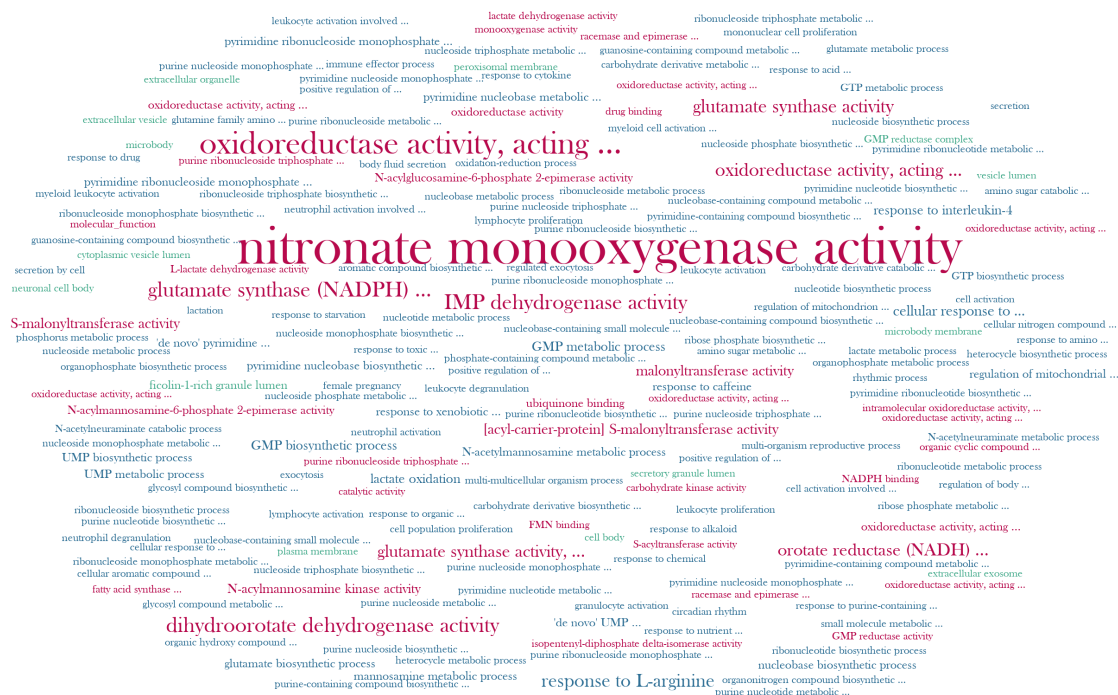 lactate dehydrogenase activity
leukocyte activation involved ...
ribonucleoside triphosphate metabolic ...
monooxygenase activity
mononuclear cell proliferation
racemase and epimerase ...
pyrimidine ribonucleoside monophosphate ...
nucleoside triphosphate metabolic ...
guanosine-containing compound metabolic ...
glutamate metabolic process
purine nucleoside monophosphate ...
immune effector process
peroxisomal membrane
carbohydrate derivative metabolic ...
response to acid ...
extracellular organelle
pyrimidine nucleoside monophosphate ...
response to cytokine
positive regulation of ...
oxidoreductase activity, acting ...
GTP metabolic process
pyrimidine nucleobase metabolic ...
oxidoreductase activity, acting ...
glutamate synthase activity
secretion
oxidoreductase activity
drug binding
extracellular vesicle
glutamine family amino ...
purine ribonucleoside metabolic ...
nucleoside biosynthetic process
myeloid cell activation ...
oxidoreductase activity, acting ...
GMP reductase complex
microbody
nucleoside phosphate biosynthetic ...
pyrimidine ribonucleotide metabolic ...
response to drug
purine ribonucleoside triphosphate ...
body fluid secretion
oxidation-reduction process
oxidoreductase activity, acting ...
vesicle lumen
N-acylglucosamine-6-phosphate 2-epimerase activity
pyrimidine ribonucleoside monophosphate ...
myeloid leukocyte activation
ribonucleoside triphosphate biosynthetic ...
nucleobase metabolic process
ribonucleoside metabolic process
pyrimidine nucleotide biosynthetic ...
amino sugar catabolic ...
nucleobase-containing compound metabolic ...
purine nucleoside triphosphate ...
ribonucleoside monophosphate biosynthetic ...
neutrophil activation involved ...
response to interleukin-4
molecular_function
lymphocyte proliferation
pyrimidine-containing compound biosynthetic ...
purine ribonucleoside biosynthetic ...
oxidoreductase activity, acting ...
guanosine-containing compound biosynthetic ...
nitronate monooxygenase activity
cytoplasmic vesicle lumen
secretion by cell
L-lactate dehydrogenase activity
aromatic compound biosynthetic ...
regulated exocytosis
leukocyte activation
carbohydrate derivative catabolic ...
GTP biosynthetic process
purine ribonucleoside monophosphate ...
neuronal cell body
glutamate synthase (NADPH) ...
nucleotide biosynthetic process
IMP dehydrogenase activity
cell activation
lactation
response to starvation
nucleotide metabolic process
regulation of mitochondrion ...
cellular response to ...
S-malonyltransferase activity
nucleobase-containing compound biosynthetic ...
cellular nitrogen compound ...
phosphorus metabolic process
'de novo' pyrimidine ...
nucleoside monophosphate biosynthetic ...
nucleobase-containing small molecule ...
microbody membrane
ribose phosphate biosynthetic ...
response to amino ...
nucleoside metabolic process
response to toxic ...
GMP metabolic process
amino sugar metabolic ...
lactate metabolic process
heterocycle biosynthetic process
phosphate-containing compound metabolic ...
organophosphate biosynthetic process
pyrimidine nucleobase biosynthetic ...
positive regulation of ...
malonyltransferase activity
organophosphate metabolic process
rhythmic process
regulation of mitochondrial ...
ficolin-1-rich granule lumen
female pregnancy
leukocyte degranulation
response to caffeine
oxidoreductase activity, acting ...
nucleoside phosphate metabolic ...
oxidoreductase activity, acting ...
pyrimidine ribonucleotide biosynthetic ...
ubiquinone binding
N-acylmannosamine-6-phosphate 2-epimerase activity
response to xenobiotic ...
purine ribonucleotide biosynthetic ...
purine nucleoside triphosphate ...
intramolecular oxidoreductase activity, ...
oxidoreductase activity, acting ...
N-acetylneuraminate catabolic process
neutrophil activation
[acyl-carrier-protein] S-malonyltransferase activity
N-acetylneuraminate metabolic process
nucleoside monophosphate metabolic ...
GMP biosynthetic process
multi-organism reproductive process
organic cyclic compound ...
N-acetylmannosamine metabolic process
UMP biosynthetic process
purine ribonucleoside triphosphate ...
positive regulation of ...
ribonucleotide metabolic process
UMP metabolic process
exocytosis
lactate oxidation
multi-multicellular organism process
secretory granule lumen
NADPH binding
regulation of body ...
glycosyl compound biosynthetic ...
catalytic activity
carbohydrate kinase activity
cell activation involved ...
ribonucleoside biosynthetic process
carbohydrate derivative biosynthetic ...
leukocyte proliferation
ribose phosphate metabolic ...
lymphocyte activation
response to organic ...
purine nucleotide biosynthetic ...
cell population proliferation
FMN binding
response to alkaloid
oxidoreductase activity, acting ...
neutrophil degranulation
nucleobase-containing small molecule ...
cell body
cellular response to ...
plasma membrane
glutamate synthase activity, ...
S-acyltransferase activity
orotate reductase (NADH) ...
ribonucleoside monophosphate metabolic ...
response to chemical
pyrimidine-containing compound metabolic ...
cellular aromatic compound ...
nucleoside triphosphate biosynthetic ...
purine nucleoside monophosphate ...
extracellular exosome
fatty acid synthase ...
N-acylmannosamine kinase activity
pyrimidine nucleotide metabolic ...
pyrimidine nucleoside monophosphate ...
oxidoreductase activity, acting ...
racemase and epimerase ...
glycosyl compound metabolic ...
purine nucleoside metabolic ...
granulocyte activation
circadian rhythm
response to purine-containing ...
dihydroorotate dehydrogenase activity
'de novo' UMP ...
response to nutrient ...
small molecule metabolic ...
GMP reductase activity
organic hydroxy compound ...
purine nucleoside biosynthetic ...
isopentenyl-diphosphate delta-isomerase activity
purine ribonucleoside monophosphate ...
ribonucleotide biosynthetic process
glutamate biosynthetic process
heterocycle metabolic process
nucleobase biosynthetic process
mannosamine metabolic process
purine-containing compound biosynthetic ...
response to L-arginine
organonitrogen compound biosynthetic ...
purine nucleotide metabolic ...